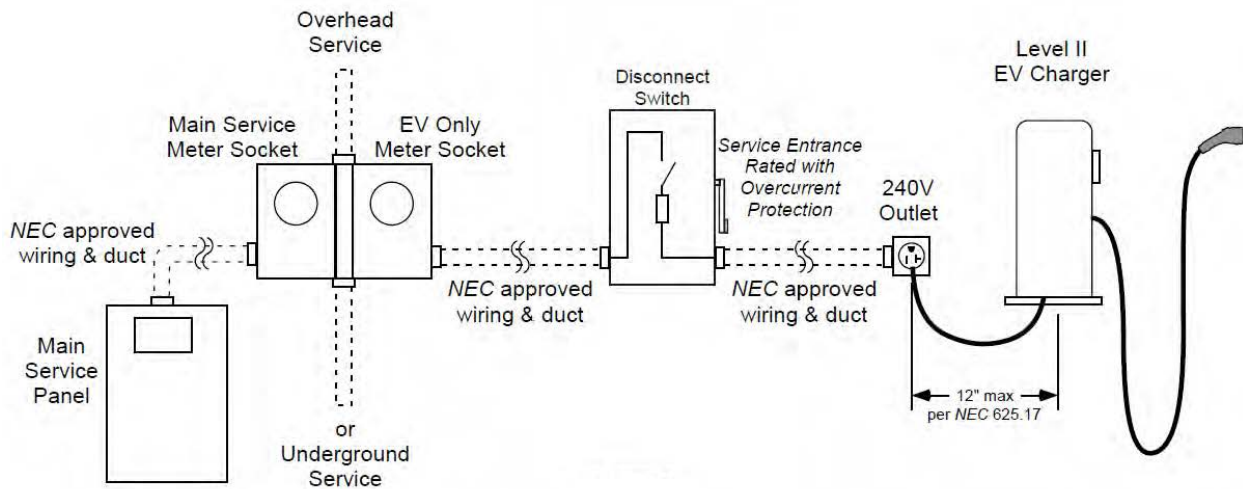 Overhead
Service
Level II
EV Charger
Disconnect
Switch
Main Service
Meter Socket
EV Only
Meter Socket
Service Entrance
Rated with
Overcurrent
Protection
240V
Outlet
NEC approved
wiring & duct
NEC approved
wiring & duct
NEC approved
wiring & duct
Main
Service
Panel
12" max
per NEC 625.17
or
Underground
Service